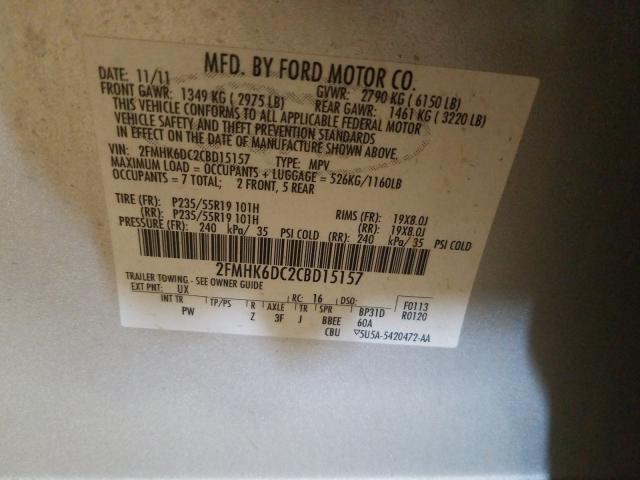 MFD. BY FORD MOTOR CO.
DATE: 11/11 GVWR: 2790 KG ( 6150 LB)
FRONT GAWR: 1349 KG ( 2975 LB) REAR GAWR: 1461 KG ( 3220 LB)
THIS VEHICLE CONFORMS TO ALL APPLICABLE FEDERAL MOTOR
VEHICLE SAFETY AND THEFT PREVENTION STANDARDS
IN EFFECT ON THE DATE OF MANUFACTURE SHOWN ABOVE.
VIN: 2FMHK6DC2CBD15157 TYPE: MPV
MAXIMUM LOAD = OCCUPANTS + LUGGAGE = 526KG/1160LB
OCCUPANTS = 7 TOTAL; 2 FRONT, 5 REAR
TIRE (FR): P235/55R19 101H RIMS (FR): 19X8.0J
(RR): P235/55R19 101H (RR): 19X8.0J
PRESSURE (FR): 240 kPa/ 35 PSI COLD (RR): 240 kPa/ 35 PSI COLD
2FMHK6DC2CBD15157
TRAILER TOWING - SEE OWNER GUIDE
EXT PNT: UX RC: 16 DSO: F0113
INT TR TP/PS R AXLE TR SPR BP31D R0120
PW Z 3F J BBEE 60A
CBU 5U5A-5420472-AA